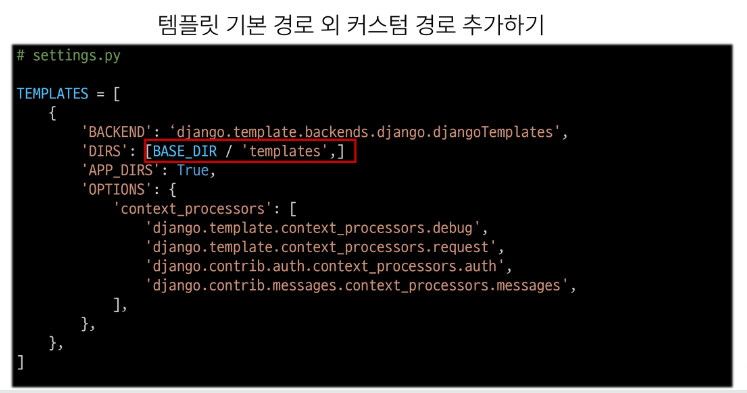 템플릿 기본 경로 외 커스텀 경로 추가하기
# settings.py
TEMPLATES = [
{
'BACKEND': 'django.template.backends.django.djangoTemplates',
'DIRS': [BASE_DIR / 'templates',]
'APP_DIRS': True,
'OPTIONS': {
'context_processors': [
'django.template.context_processors.debug',
'django.template.context_processors.request',
'django.contrib.auth.context_processors.auth',
'django.contrib.messages.context_processors.messages',
],
},
},
]